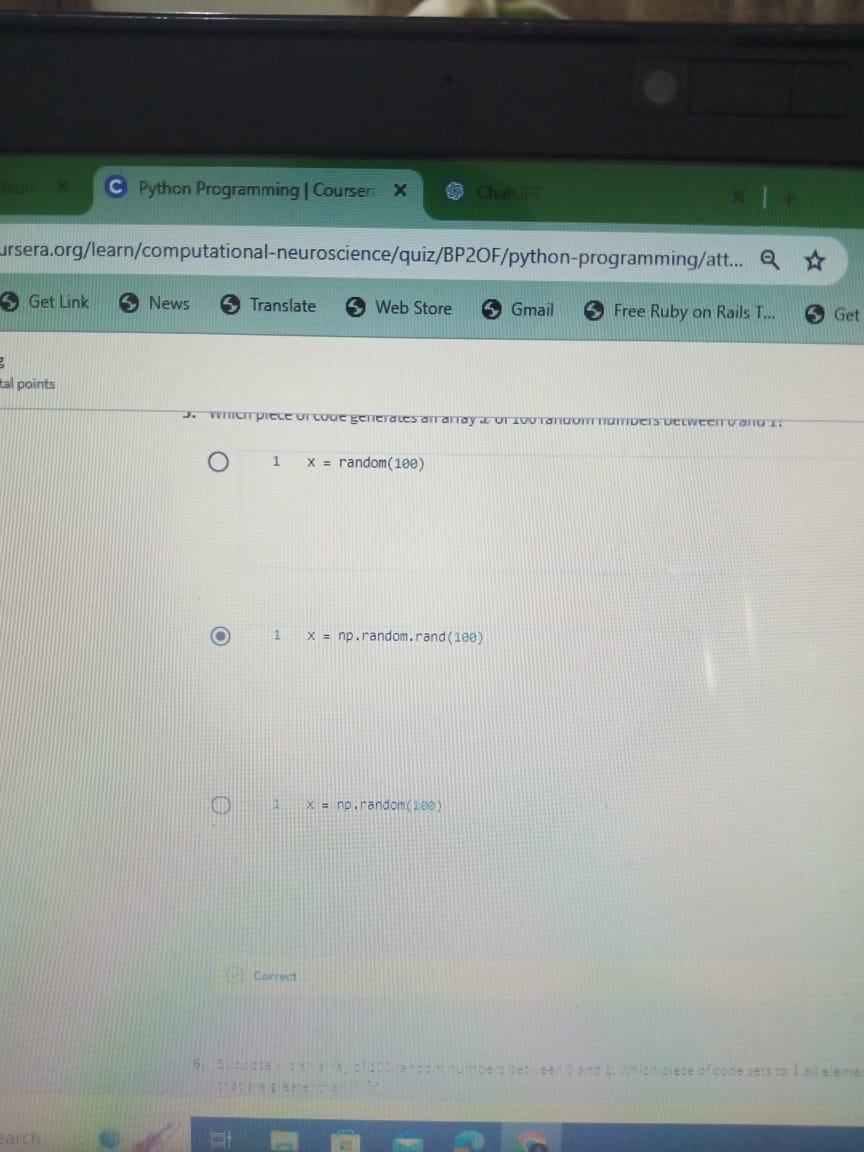 Python Programming | Courser
ChatGPT
ursera.org/learn/computational-neuroscience/quiz/BP2OF/python-programming/att...
Get Link News Translate Web Store Gmail Free Ruby on Rails T... Get
tal points
Which piece of code generates an array x of 100 random numbers between 0 and 1?
1 x = random(100)
1 x = np.random.rand(100)
1 x = np.random(100)
Correct
6. Suppose x is an array of 100 random numbers between 0 and 1. Which piece of code sets to 1 all eleme
that are greater than
earch